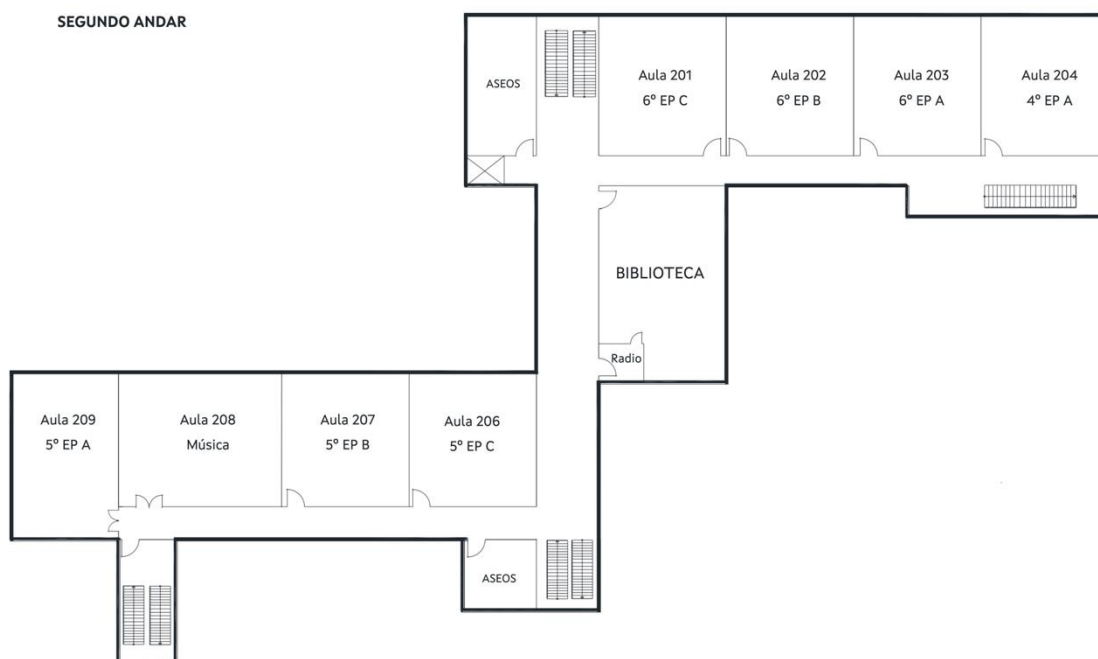 SEGUNDO ANDAR
ASEOS
Aula 201
6º EP C
Aula 202
6º EP B
Aula 203
6º EP A
Aula 204
4º EP A
BIBLIOTECA
Radio
Aula 209
5º EP A
Aula 208
Música
Aula 207
5º EP B
Aula 206
5º EP C
ASEOS